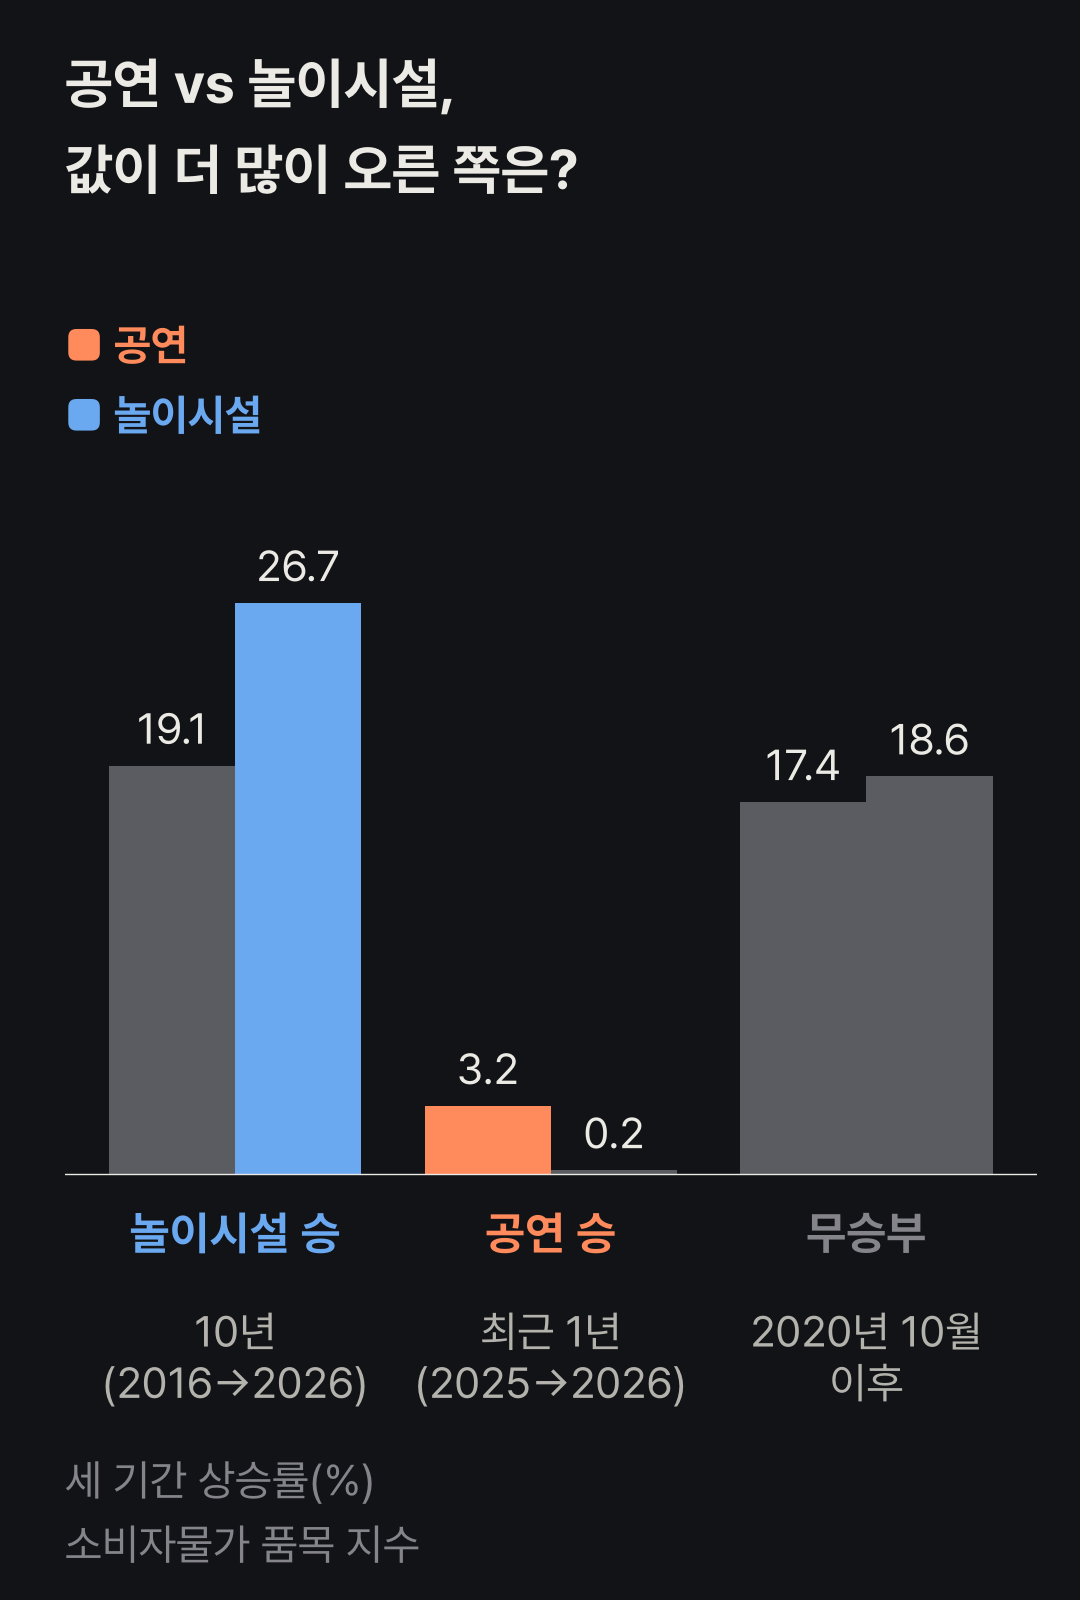 공연 vs 놀이시설,
값이 더 많이 오른 쪽은?
공연
놀이시설
26.7
19.1
17.4
18.6
3.2
0.2
놀이시설 승
공연 승
무승부
10년
(2016→2026)
최근 1년
(2025→2026)
2020년 10월
이후
세 기간 상승률(%)
소비자물가 품목 지수